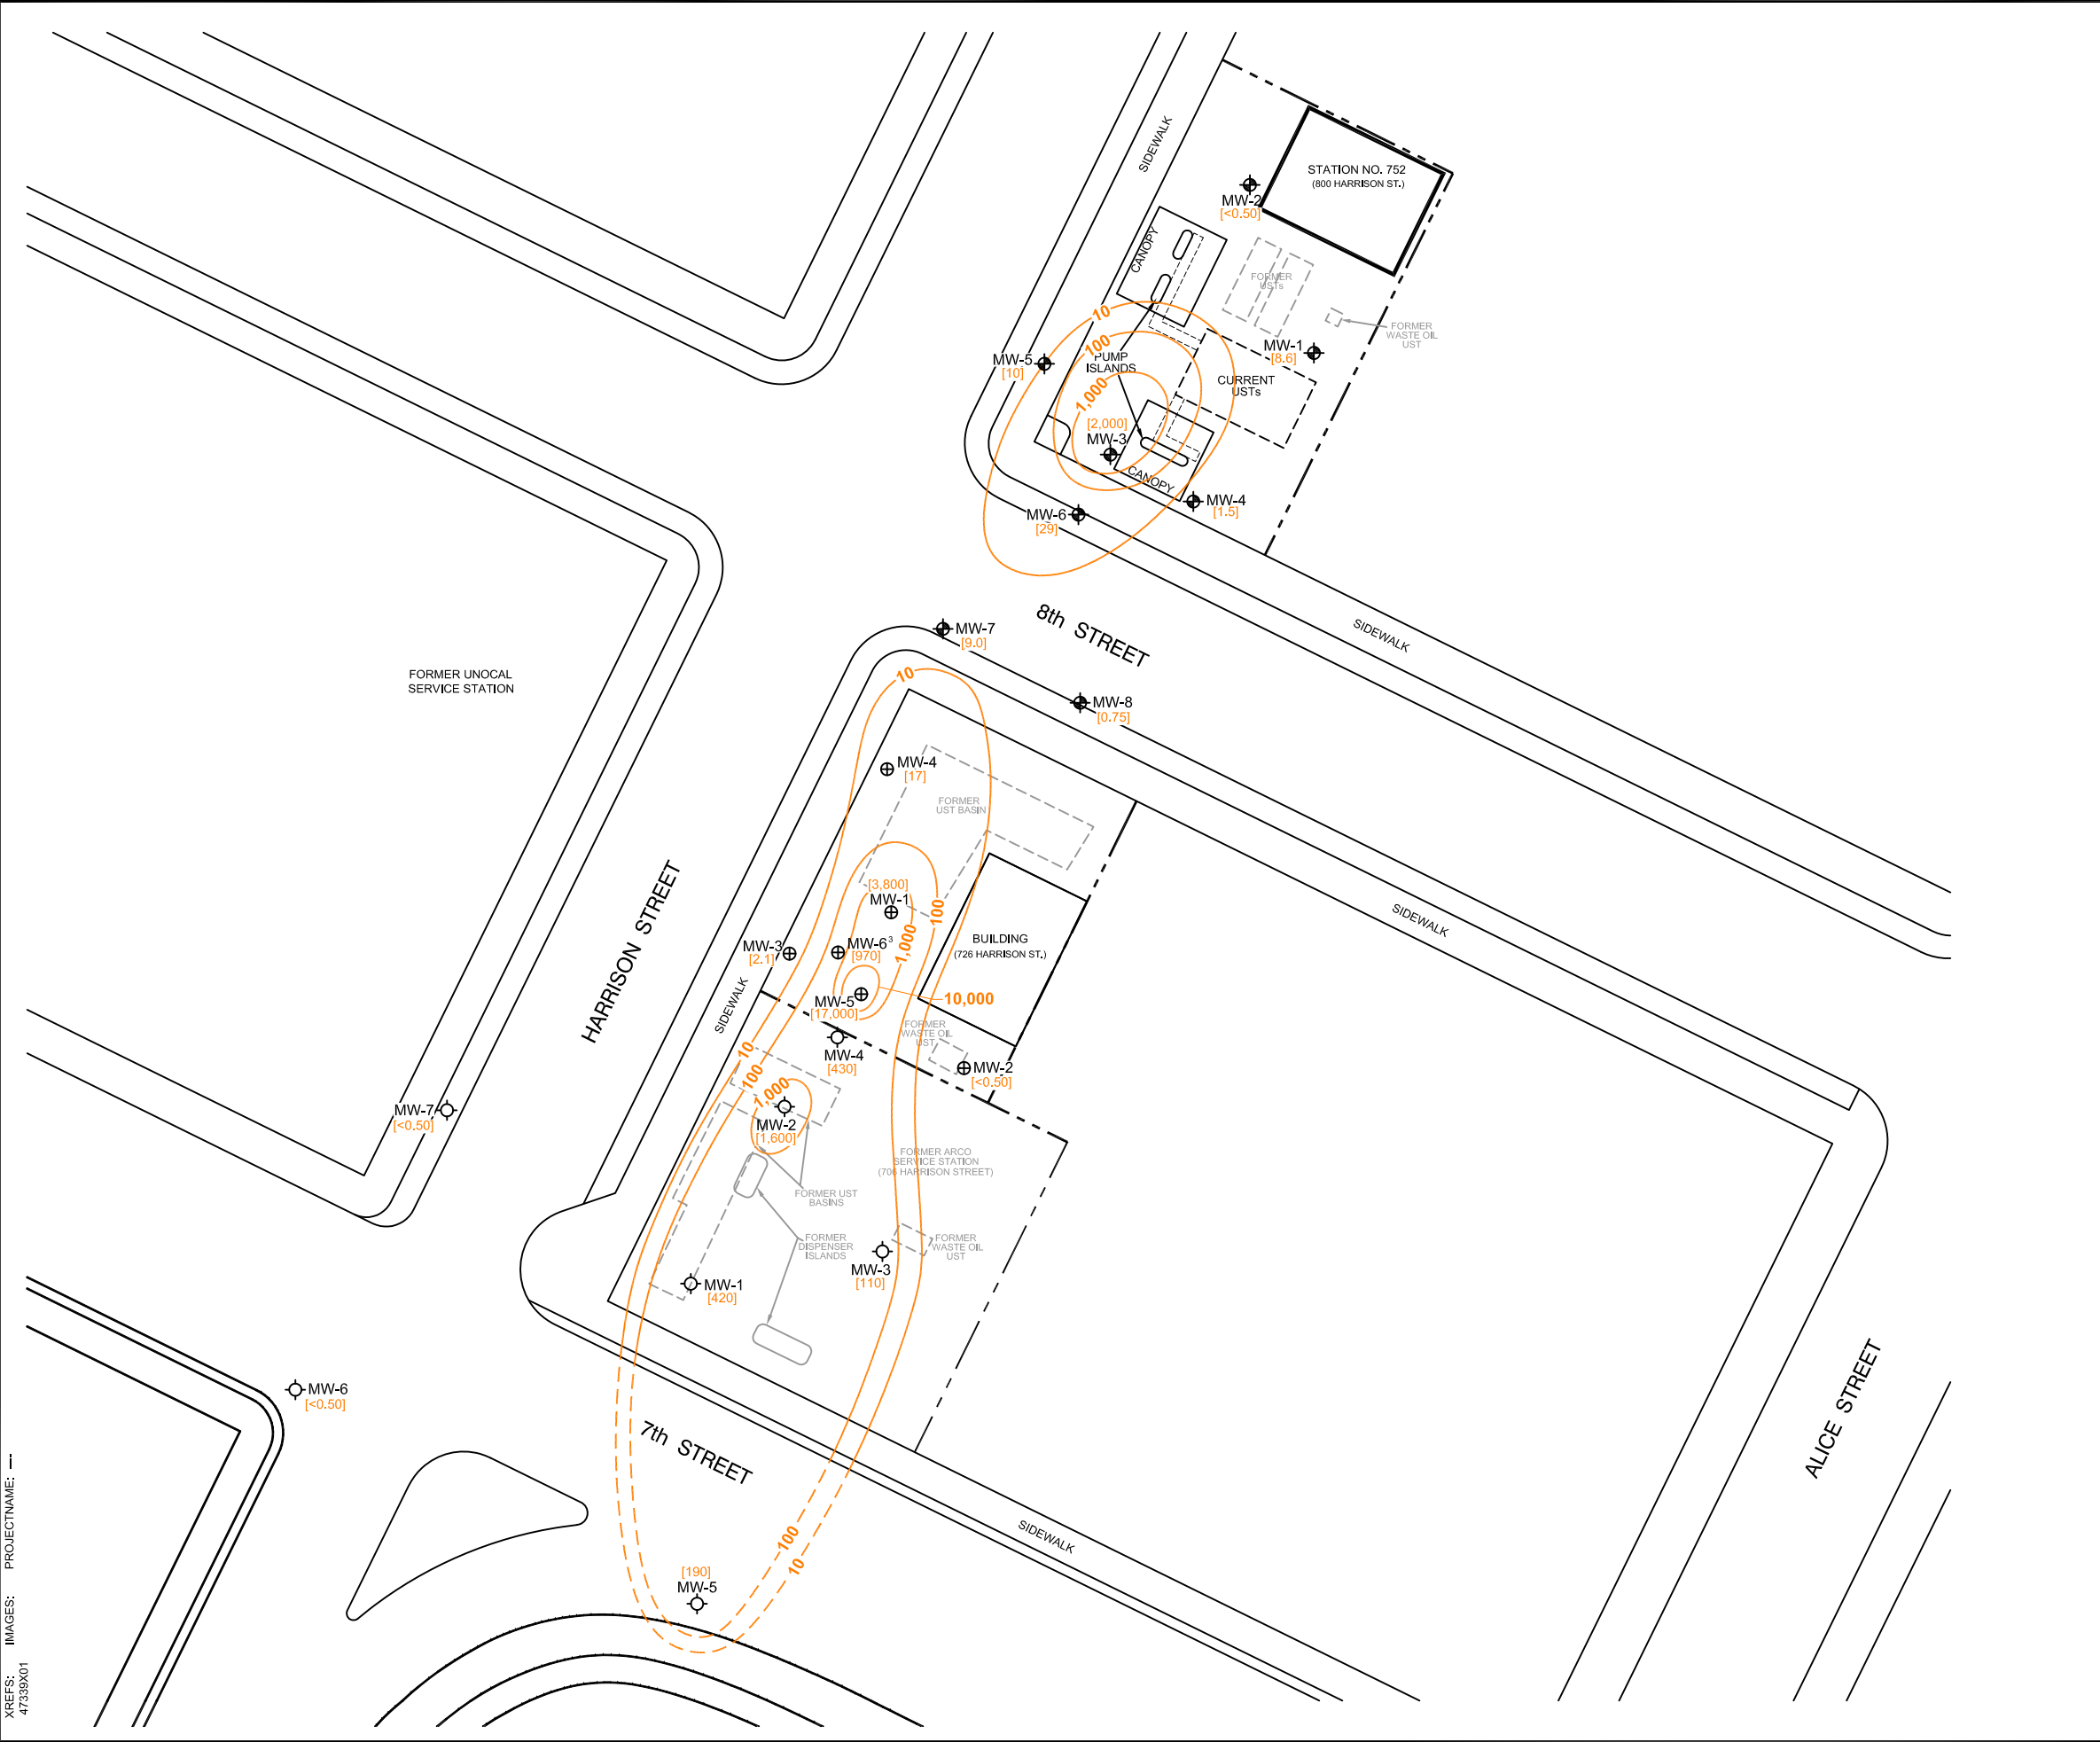 SIDEWALK
STATION NO. 752
(800 HARRISON ST.)
MW-2
[<0.50]
CANOPY
FORMER
USTs
10
FORMER
WASTE OIL
UST
100
MW-1
[8.6]
MW-5
[10]
PUMP
ISLANDS
CURRENT
USTs
1,000
[2,000]
MW-3
CANOPY
MW-4
[1.5]
MW-6
[29]
8th STREET
SIDEWALK
MW-7
[9.0]
FORMER UNOCAL
SERVICE STATION
10
MW-8
[0.75]
MW-4
[17]
FORMER
UST BASIN
[3,800]
MW-1
100
SIDEWALK
1,000
BUILDING
(726 HARRISON ST.)
MW-3
[2.1]
MW-6³
[970]
HARRISON STREET
SIDEWALK
MW-5
[17,000]
10,000
FORMER
WASTE OIL
UST
MW-4
[430]
10
100
1,000
MW-2
[<0.50]
MW-7
[<0.50]
MW-2
[1,600]
FORMER ARCO
SERVICE STATION
(706 HARRISON STREET)
FORMER UST
BASINS
FORMER
DISPENSER
ISLANDS
FORMER
WASTE OIL
UST
MW-3
[110]
MW-1
[420]
MW-6
[<0.50]
7th STREET
ALICE STREET
SIDEWALK
100
10
[190]
MW-5
XREFS: IMAGES: PROJECTNAME: ---
47339X01